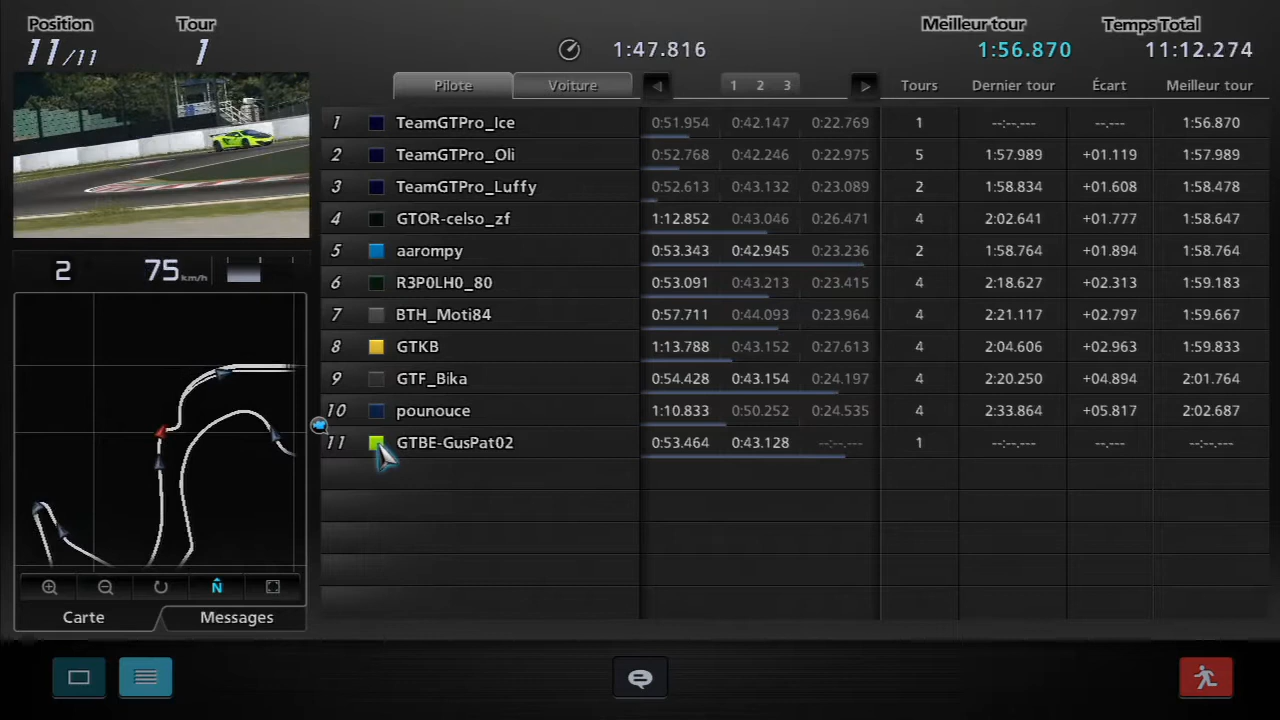 Position Tour Meilleur tour Temps Total
11/11 1 1:47.816 1:56.870 11:12.274
Pilote Voiture 1 2 3 Tours Dernier tour Écart Meilleur tour
1 TeamGTPro_Ice 0:51.954 0:42.147 0:22.769 1 --:--.--- --.--- 1:56.870
2 TeamGTPro_Oli 0:52.768 0:42.246 0:22.975 5 1:57.989 +01.119 1:57.989
3 TeamGTPro_Luffy 0:52.613 0:43.132 0:23.089 2 1:58.834 +01.608 1:58.478
4 GTOR-celso_zf 1:12.852 0:43.046 0:26.471 4 2:02.641 +01.777 1:58.647
5 aarompy 0:53.343 0:42.945 0:23.236 2 1:58.764 +01.894 1:58.764
6 R3P0LH0_80 0:53.091 0:43.213 0:23.415 4 2:18.627 +02.313 1:59.183
7 BTH_Moti84 0:57.711 0:44.093 0:23.964 4 2:21.117 +02.797 1:59.667
8 GTKB 1:13.788 0:43.152 0:27.613 4 2:04.606 +02.963 1:59.833
9 GTF_Bika 0:54.428 0:43.154 0:24.197 4 2:20.250 +04.894 2:01.764
10 pounouce 1:10.833 0:50.252 0:24.535 4 2:33.864 +05.817 2:02.687
11 GTBE-GusPat02 0:53.464 0:43.128 --:--.--- 1 --:--.--- --.--- --:--.---
2 75 km/h
N
Carte Messages